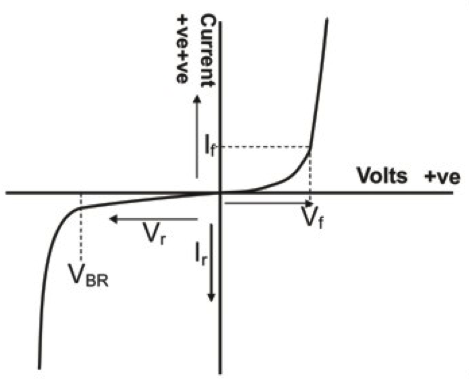 Current
+ve+ve
If
Volts +ve
Vf
Vr
Ir
VBR